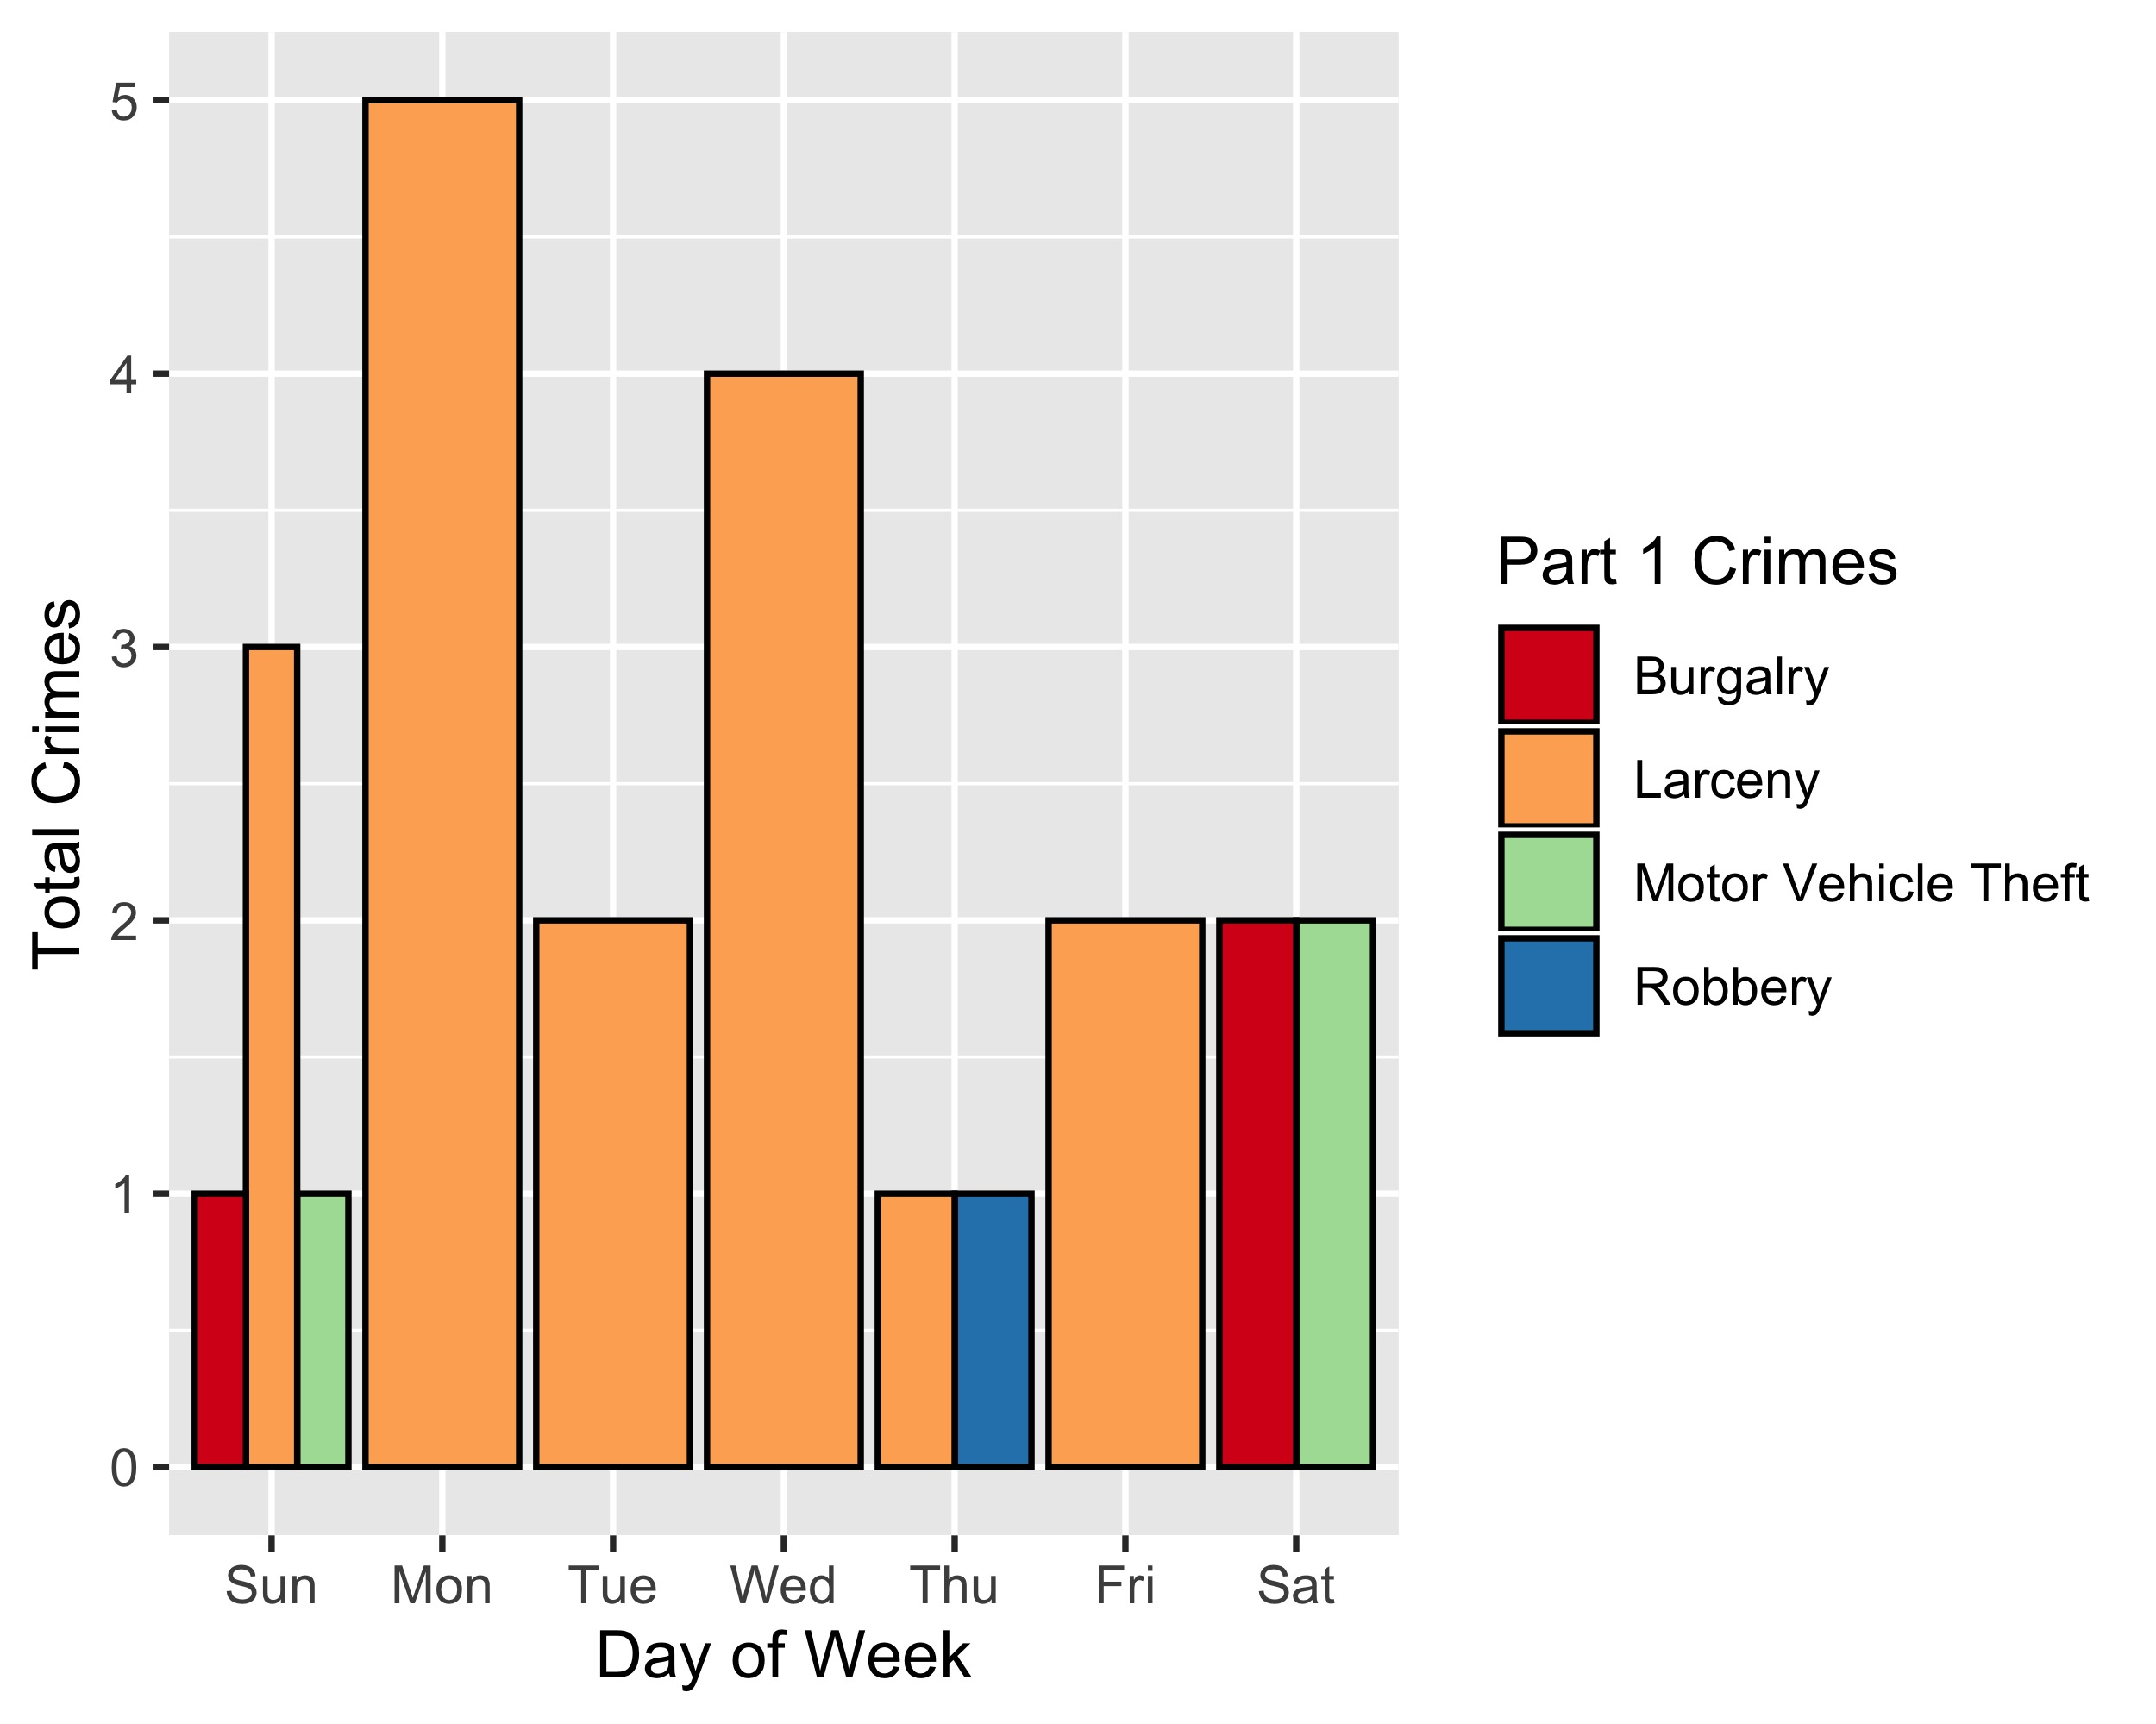 5
4
3
2
1
0
Total Crimes
Sun Mon Tue Wed Thu Fri Sat
Day of Week
Part 1 Crimes
Burgalry
Larceny
Motor Vehicle Theft
Robbery